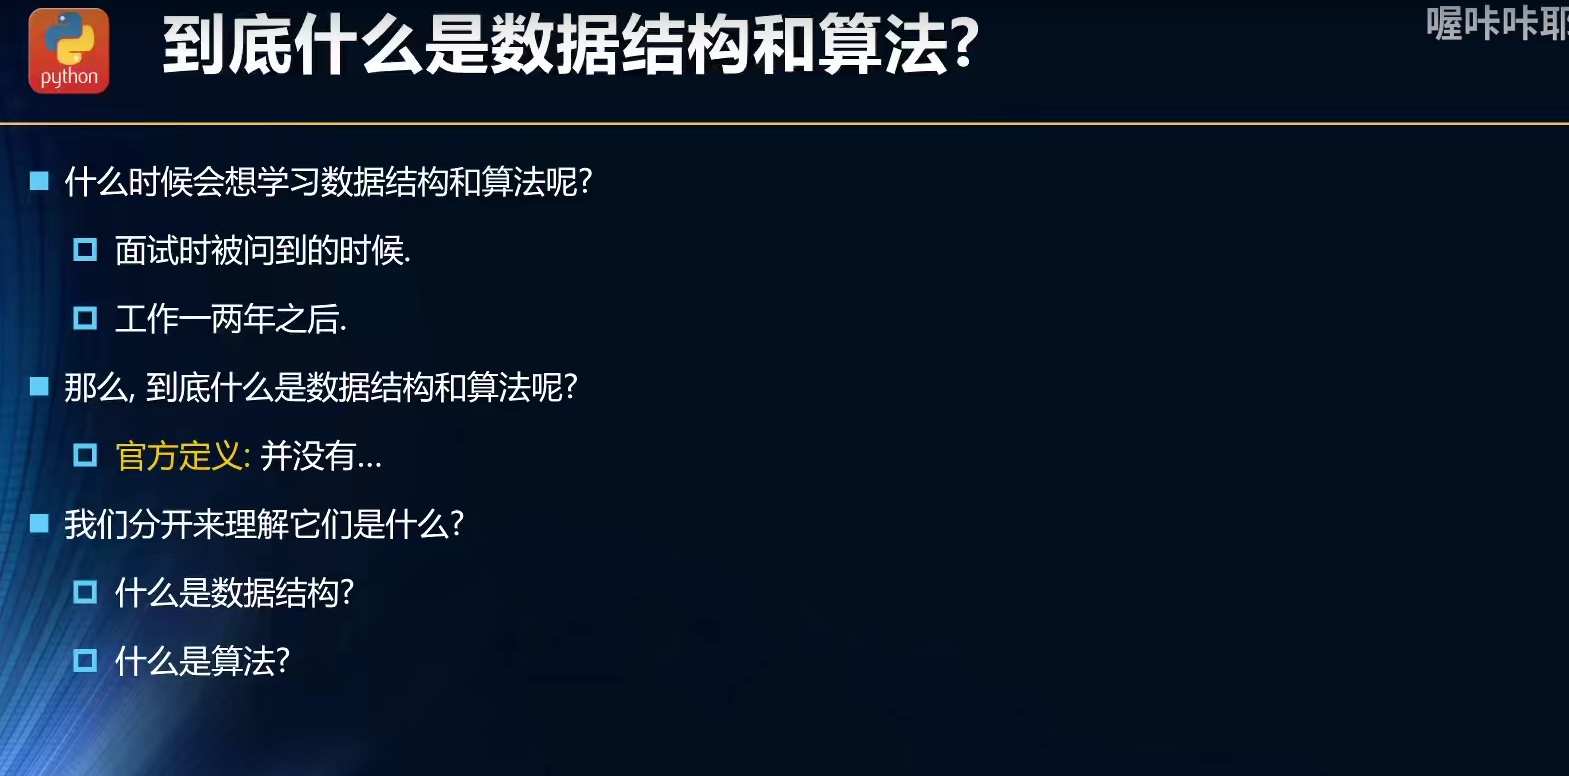 python
到底什么是数据结构和算法?
喔咔咔耶
什么时候会想学习数据结构和算法呢?
面试时被问到的时候.
工作一两年之后.
那么, 到底什么是数据结构和算法呢?
官方定义: 并没有...
我们分开来理解它们是什么?
什么是数据结构?
什么是算法?